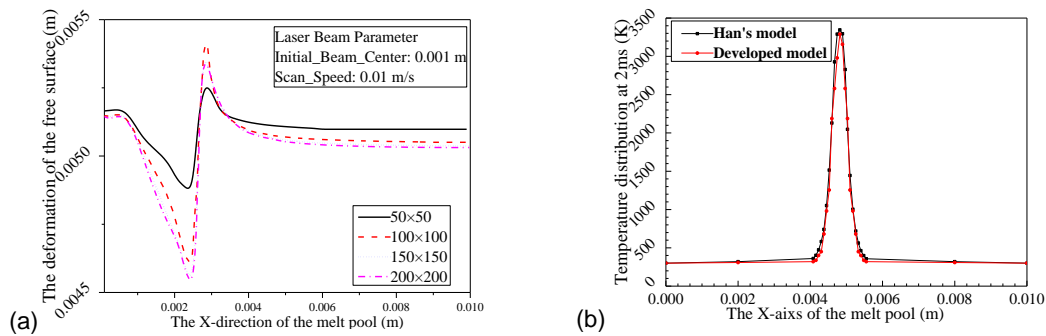 The deformation of the free surface (m)
0.0055
0.0050
0.0045
Laser Beam Parameter
Initial_Beam_Center: 0.001 m
Scan_Speed: 0.01 m/s
50×50
100×100
150×150
200×200
0.002 0.004 0.006 0.008 0.010
The X-direction of the melt pool (m)
(a)
Temperature distribution at 2ms (K)
3500
3000
2500
2000
1500
1000
500
0
Han's model
Developed model
0.000 0.002 0.004 0.006 0.008 0.010
The X-aixs of the melt pool (m)
(b)